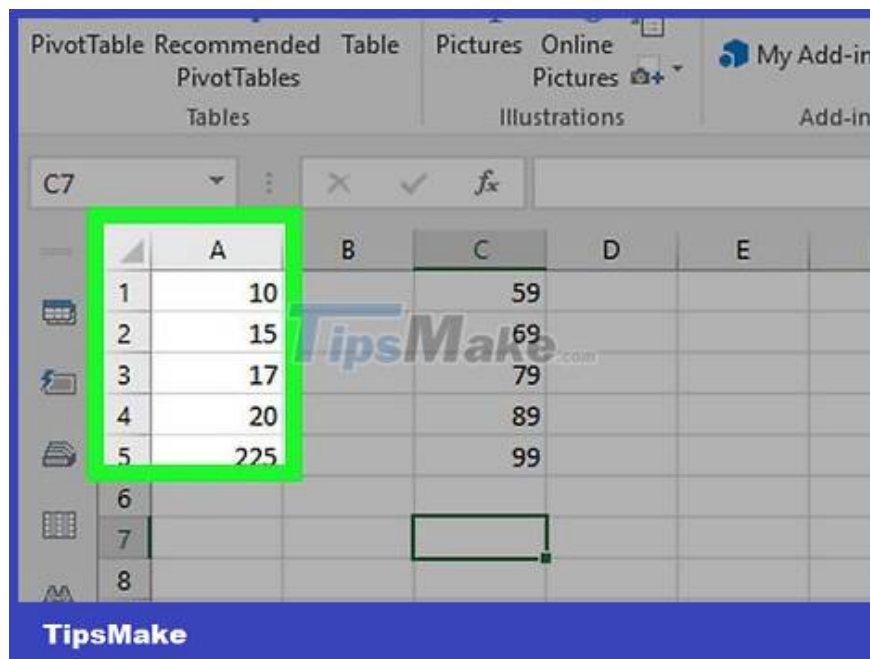 PivotTable Recommended Table Pictures Online My Add-in
PivotTables Pictures
Tables Illustrations Add-in
C7 fx
A B C D E
1 10 59
2 15 69
3 17 79
4 20 89
5 225 99
6
7
8
TipsMake.com
TipsMake